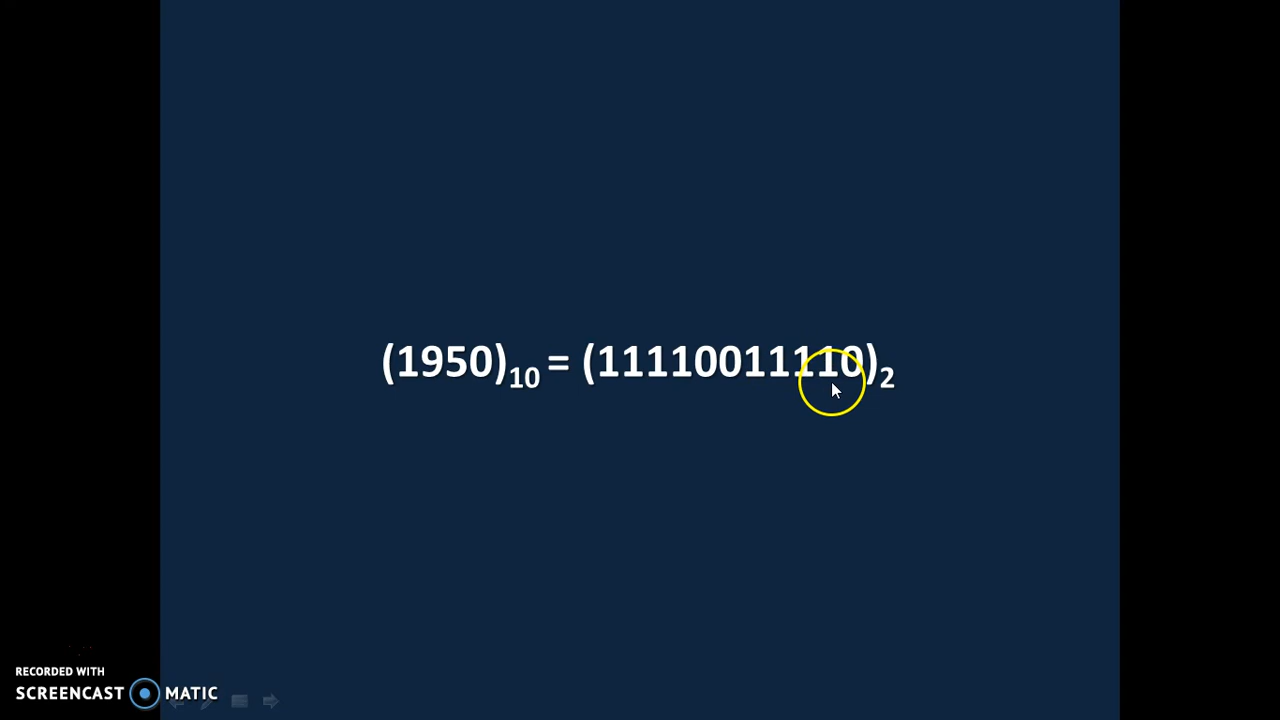 (1950)₁₀ = (11110011110)₂
RECORDED WITH
SCREENCAST MATIC